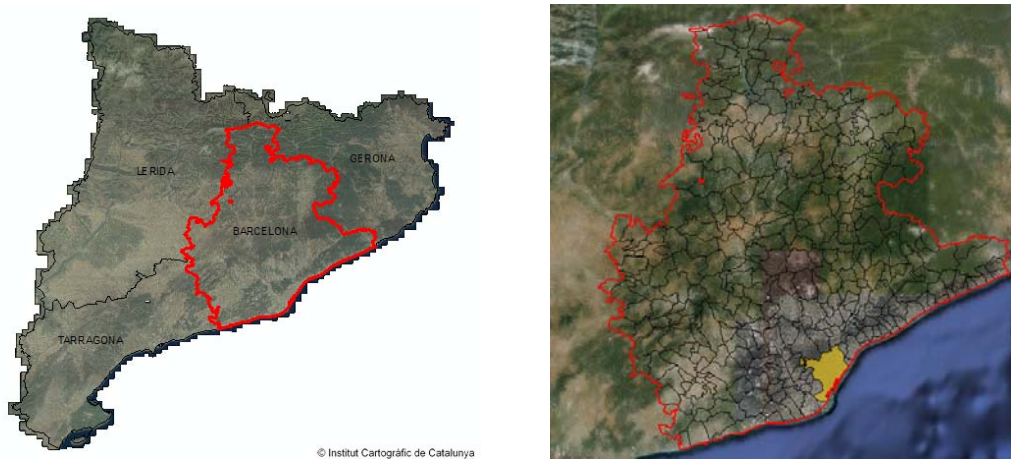 GERONA
LERIDA
BARCELONA
TARRAGONA
© Institut Cartogràfic de Catalunya